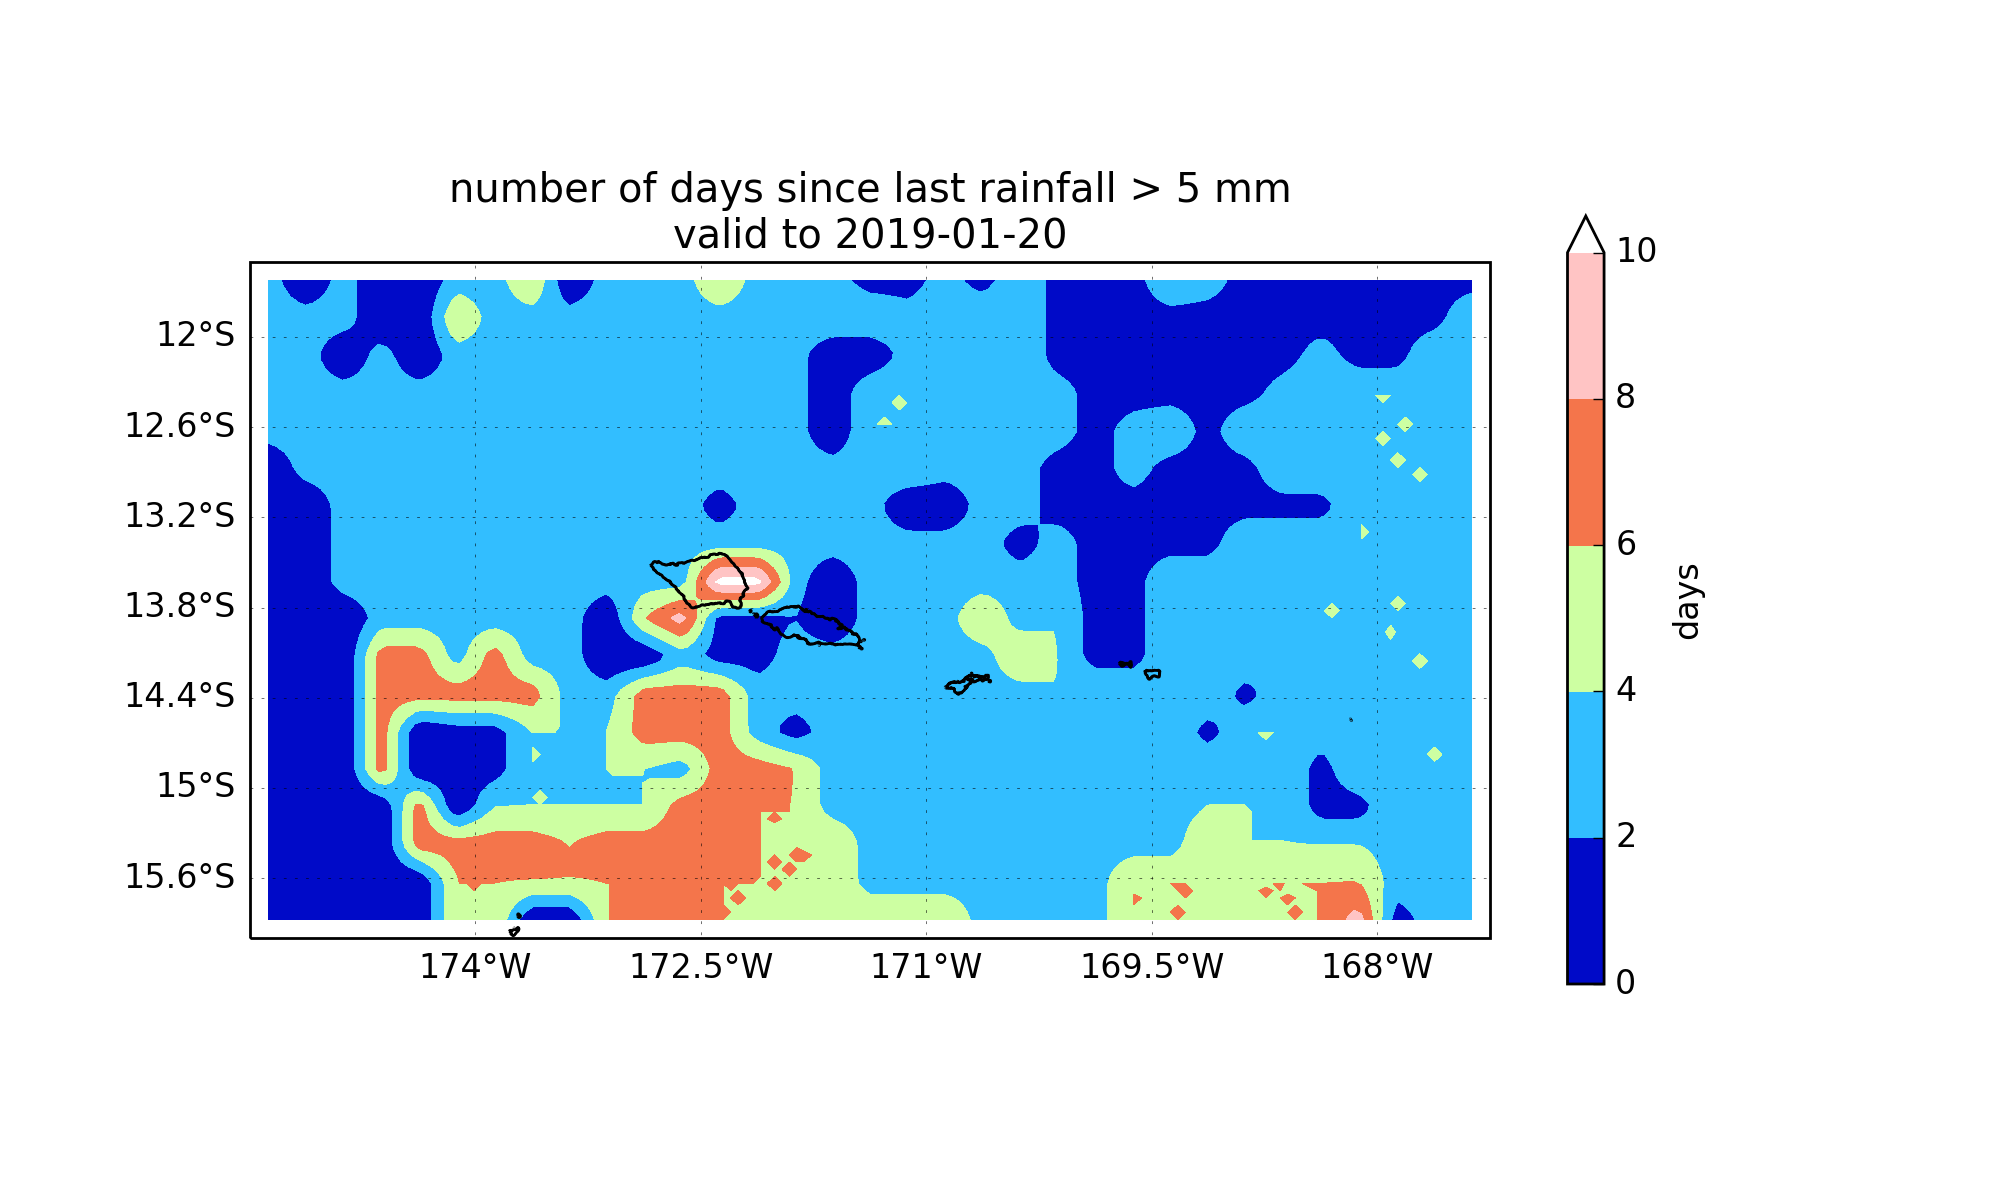 number of days since last rainfall > 5 mm
valid to 2019-01-20
12°S
12.6°S
13.2°S
13.8°S
14.4°S
15°S
15.6°S
174°W
172.5°W
171°W
169.5°W
168°W
10
8
6
4
2
0
days